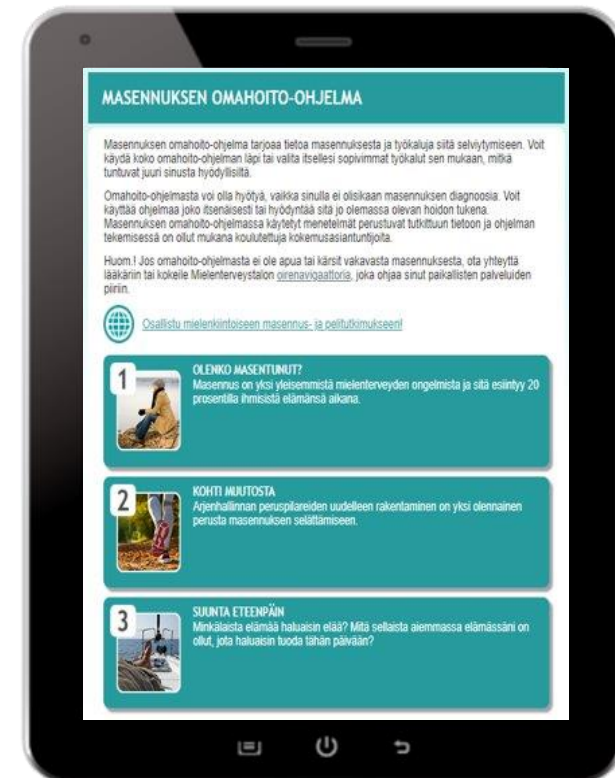 MASENNUKSEN OMAHOITO-OHJELMA
Masennuksen omahoito-ohjelma tarjoaa tietoa masennuksesta ja työkaluja siitä selviytymiseen. Voit
käydä koko omahoito-ohjelman läpi tai valita itsellesi sopivimmat työkalut sen mukaan, mitkä
tuntuvat juuri sinusta hyödyllisiltä.
Omahoito-ohjelmasta voi olla hyötyä, vaikka sinulla ei olisikaan masennuksen diagnoosia. Voit
käyttää ohjelmaa joko itsenäisesti tai hyödyntää sitä jo olemassa olevan hoidon tukena.
Masennuksen omahoito-ohjelmassa käytetyt menetelmät perustuvat tutkittuun tietoon ja ohjelman
tekemisessä on ollut mukana koulutettuja kokemusasiantuntijoita.
Huom.! Jos omahoito-ohjelmasta ei ole apua tai kärsit vakavasta masennuksesta, ota yhteyttä
lääkäriin tai kokeile Mielenterveystalon oirenavigaattoria, joka ohjaa sinut paikallisten palveluiden
piiriin.
Osallistu mielenkiintoiseen masennus- ja pelitutkimukseen!
1
OLENKO MASENTUNUT?
Masennus on yksi yleisemmistä mielenterveyden ongelmista ja sitä esiintyy 20
prosentilla ihmisistä elämänsä aikana.
2
KOHTI MUUTOSTA
Arjenhallinnan peruspilareiden uudelleen rakentaminen on yksi olennainen
perusta masennuksen selättämiseen.
3
SUUNTA ETEENPÄIN
Minkälaista elämää haluaisin elää? Mitä sellaista aiemmassa elämässäni on
ollut, jota haluaisin tuoda tähän päivään?